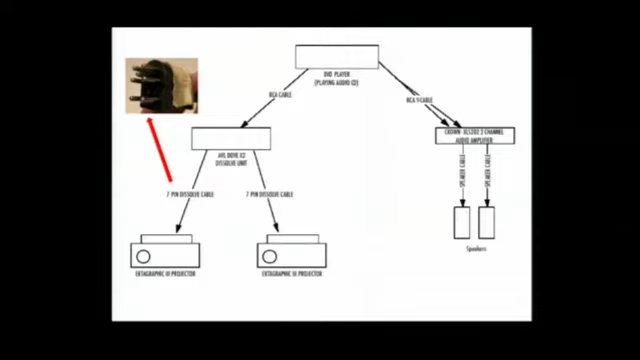 DVD PLAYER
(PLAYING AUDIO CD)
RCA CABLE
RCA Y-CABLE
AVL DOVE X2
DISSOLVE UNIT
CROWN XLS202 2 CHANNEL
AUDIO AMPLIFIER
SPEAKER CABLE
SPEAKER CABLE
7 PIN DISSOLVE CABLE
7 PIN DISSOLVE CABLE
Speakers
EKTAGRAPHIC III PROJECTOR
EKTAGRAPHIC III PROJECTOR